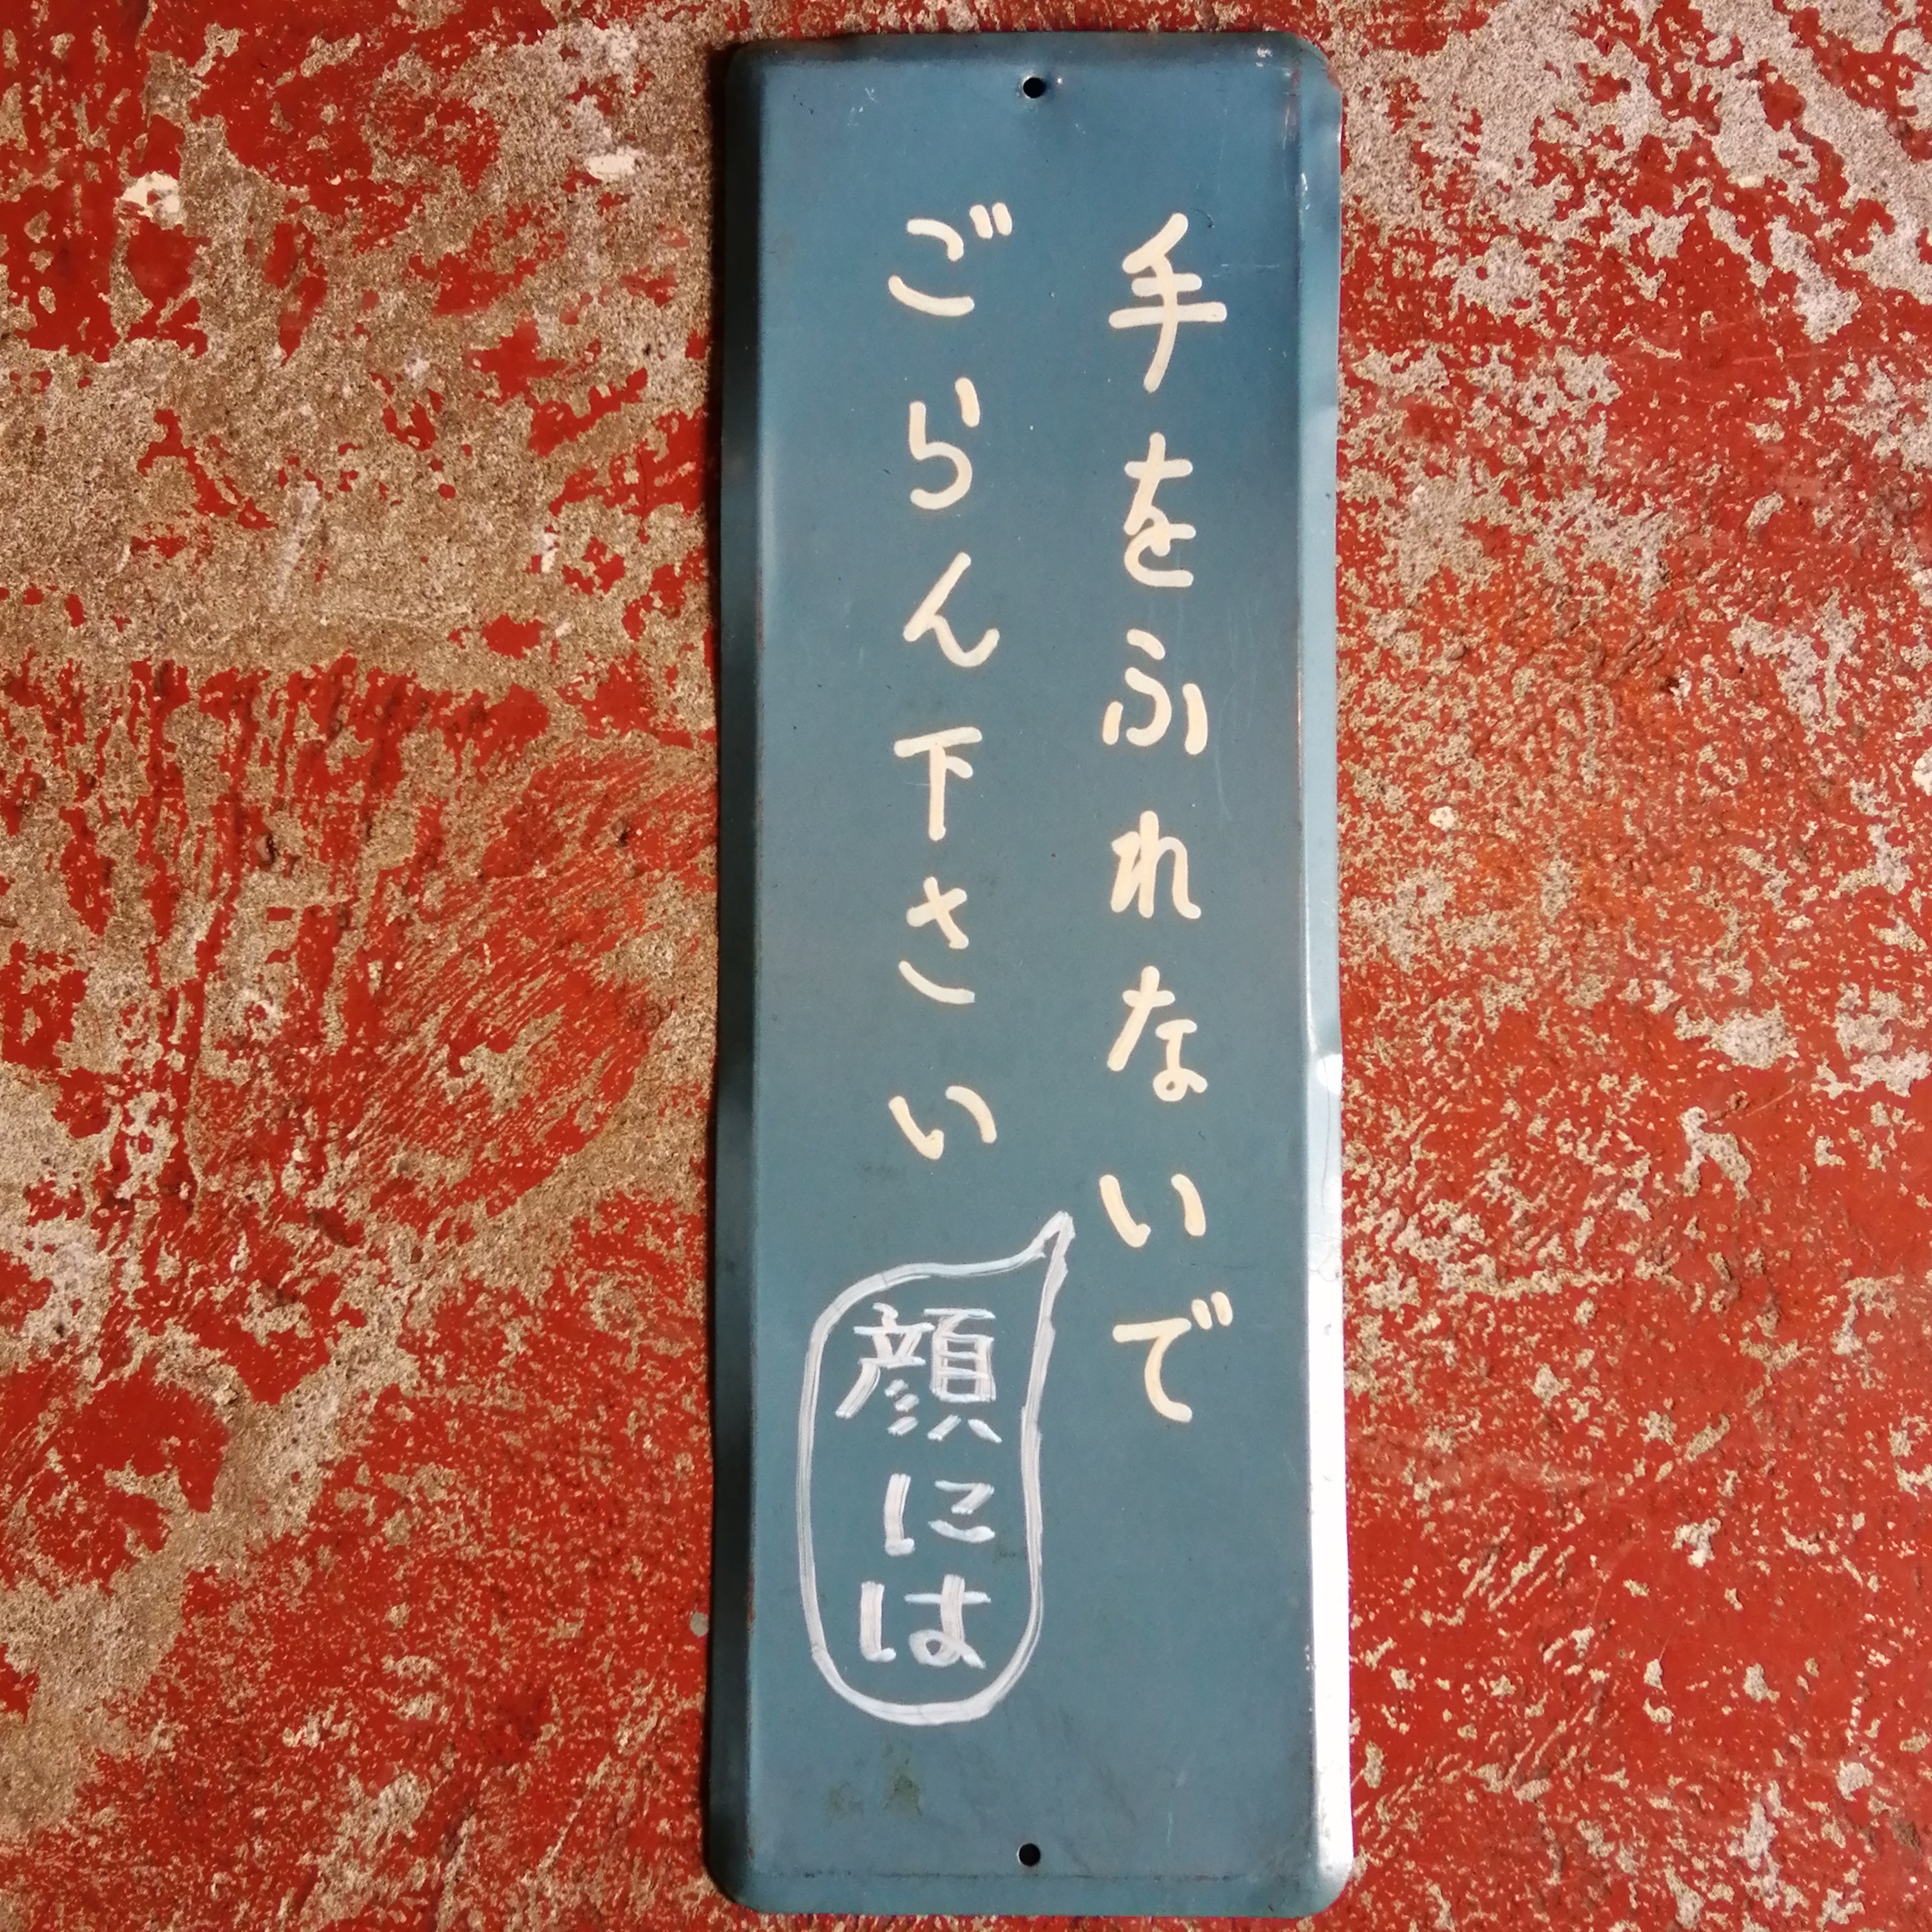 手をふれないで
ごらん下さい
顔には